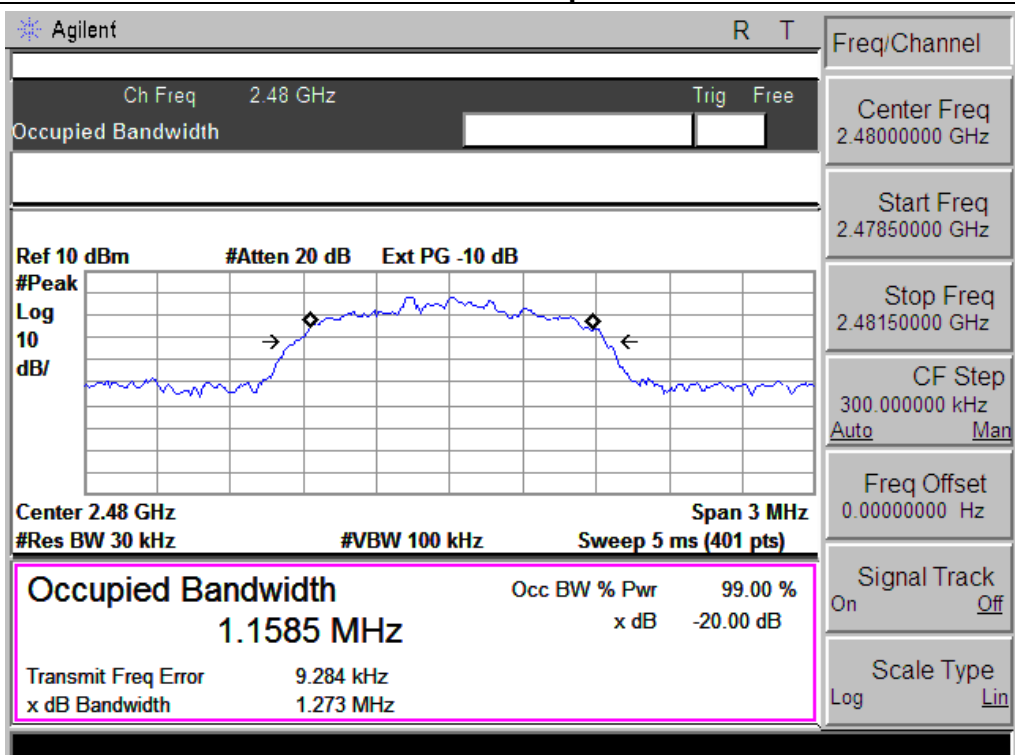 Agilent R T
Ch Freq 2.48 GHz Trig Free
Occupied Bandwidth
Ref 10 dBm #Atten 20 dB Ext PG -10 dB
#Peak
Log
10
dB/
Center 2.48 GHz Span 3 MHz
#Res BW 30 kHz #VBW 100 kHz Sweep 5 ms (401 pts)
Occupied Bandwidth Occ BW % Pwr 99.00 %
1.1585 MHz x dB -20.00 dB
Transmit Freq Error 9.284 kHz
x dB Bandwidth 1.273 MHz
Freq/Channel
Center Freq
2.48000000 GHz
Start Freq
2.47850000 GHz
Stop Freq
2.48150000 GHz
CF Step
300.000000 kHz
Auto Man
Freq Offset
0.00000000 Hz
Signal Track
On Off
Scale Type
Log Lin